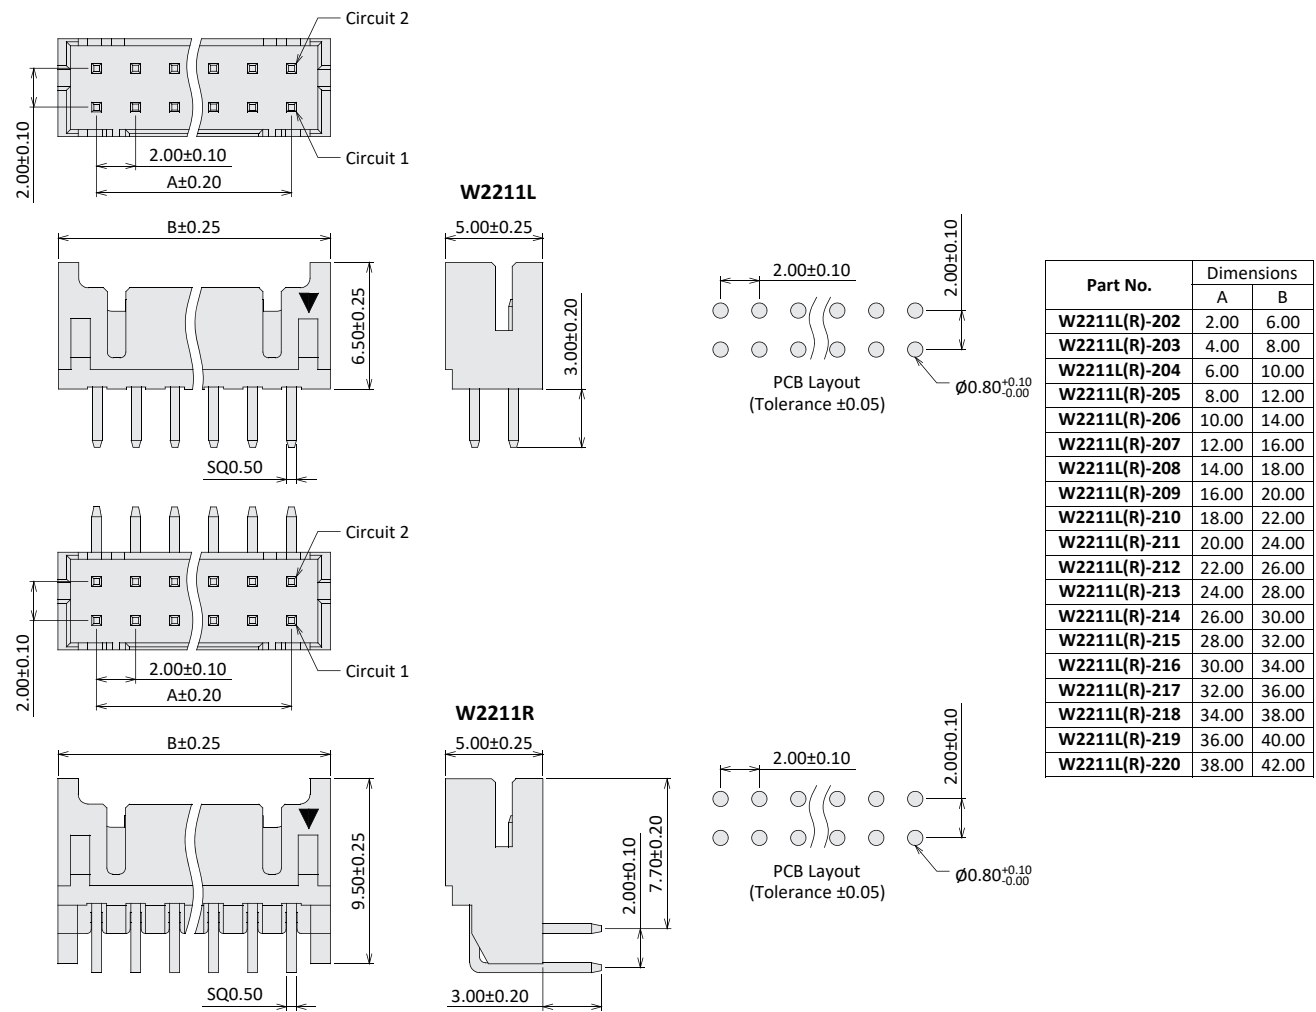 Circuit 2
2.00±0.10
2.00±0.10
Circuit 1
A±0.20
W2211L
B±0.25
5.00±0.25
6.50±0.25
3.00±0.20
SQ0.50
2.00±0.10
2.00±0.10
PCB Layout
(Tolerance ±0.05)
Ø0.80+0.10
-0.00
Circuit 2
2.00±0.10
2.00±0.10
Circuit 1
A±0.20
W2211R
B±0.25
5.00±0.25
9.50±0.25
2.00±0.10
7.70±0.20
SQ0.50
3.00±0.20
2.00±0.10
2.00±0.10
PCB Layout
(Tolerance ±0.05)
Ø0.80+0.10
-0.00
Part No. Dimensions
A B
W2211L(R)-202 2.00 6.00
W2211L(R)-203 4.00 8.00
W2211L(R)-204 6.00 10.00
W2211L(R)-205 8.00 12.00
W2211L(R)-206 10.00 14.00
W2211L(R)-207 12.00 16.00
W2211L(R)-208 14.00 18.00
W2211L(R)-209 16.00 20.00
W2211L(R)-210 18.00 22.00
W2211L(R)-211 20.00 24.00
W2211L(R)-212 22.00 26.00
W2211L(R)-213 24.00 28.00
W2211L(R)-214 26.00 30.00
W2211L(R)-215 28.00 32.00
W2211L(R)-216 30.00 34.00
W2211L(R)-217 32.00 36.00
W2211L(R)-218 34.00 38.00
W2211L(R)-219 36.00 40.00
W2211L(R)-220 38.00 42.00